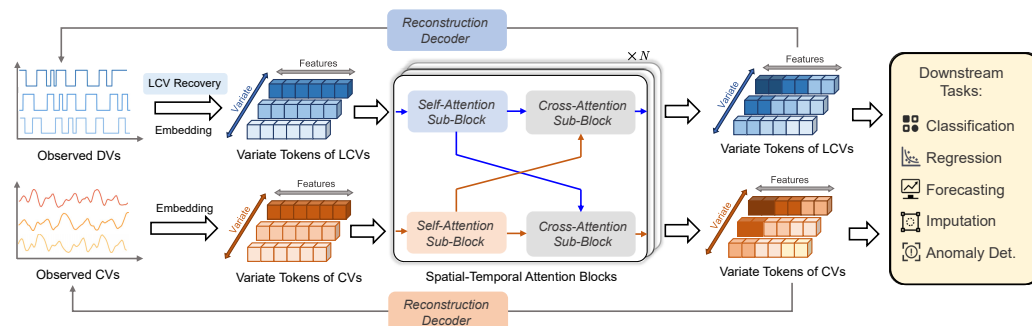 Reconstruction
Decoder
× N
LCV Recovery
Embedding
Observed DVs
Features
Variate
Variate Tokens of LCVs
Self-Attention
Sub-Block
Cross-Attention
Sub-Block
Features
Variate
Variate Tokens of LCVs
Embedding
Observed CVs
Features
Variate
Variate Tokens of CVs
Self-Attention
Sub-Block
Cross-Attention
Sub-Block
Spatial-Temporal Attention Blocks
Features
Variate
Variate Tokens of CVs
Reconstruction
Decoder
Downstream
Tasks:
Classification
Regression
Forecasting
Imputation
Anomaly Det.